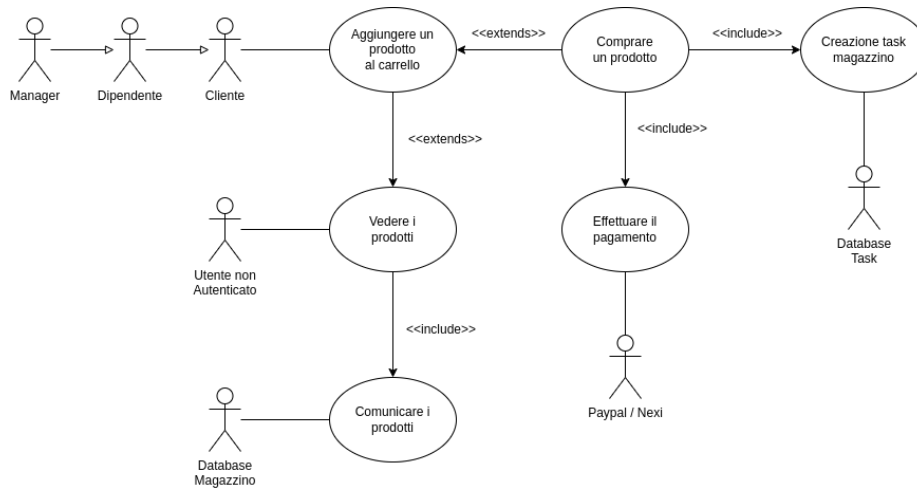 Aggiungere un
prodotto
al carrello
<<extends>>
Comprare
un prodotto
<<include>>
Creazione task
magazzino
Manager
Dipendente
Cliente
<<extends>>
<<include>>
Vedere i
prodotti
Effettuare il
pagamento
Utente non
Autenticato
Database
Task
<<include>>
Comunicare i
prodotti
Paypal / Nexi
Database
Magazzino